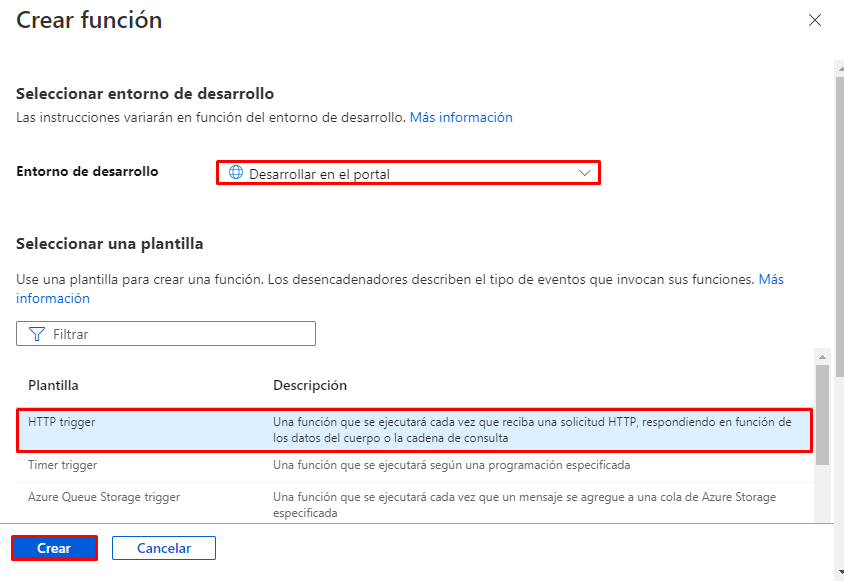 Crear función
Seleccionar entorno de desarrollo
Las instrucciones variarán en función del entorno de desarrollo. Más información
Entorno de desarrollo
Desarrollar en el portal
Seleccionar una plantilla
Use una plantilla para crear una función. Los desencadenadores describen el tipo de eventos que invocan sus funciones. Más
información
Filtrar
Plantilla Descripción
HTTP trigger Una función que se ejecutará cada vez que reciba una solicitud HTTP, respondiendo en función de
los datos del cuerpo o la cadena de consulta
Timer trigger Una función que se ejecutará según una programación especificada
Azure Queue Storage trigger Una función que se ejecutará cada vez que un mensaje se agregue a una cola de Azure Storage
especificada
Crear Cancelar